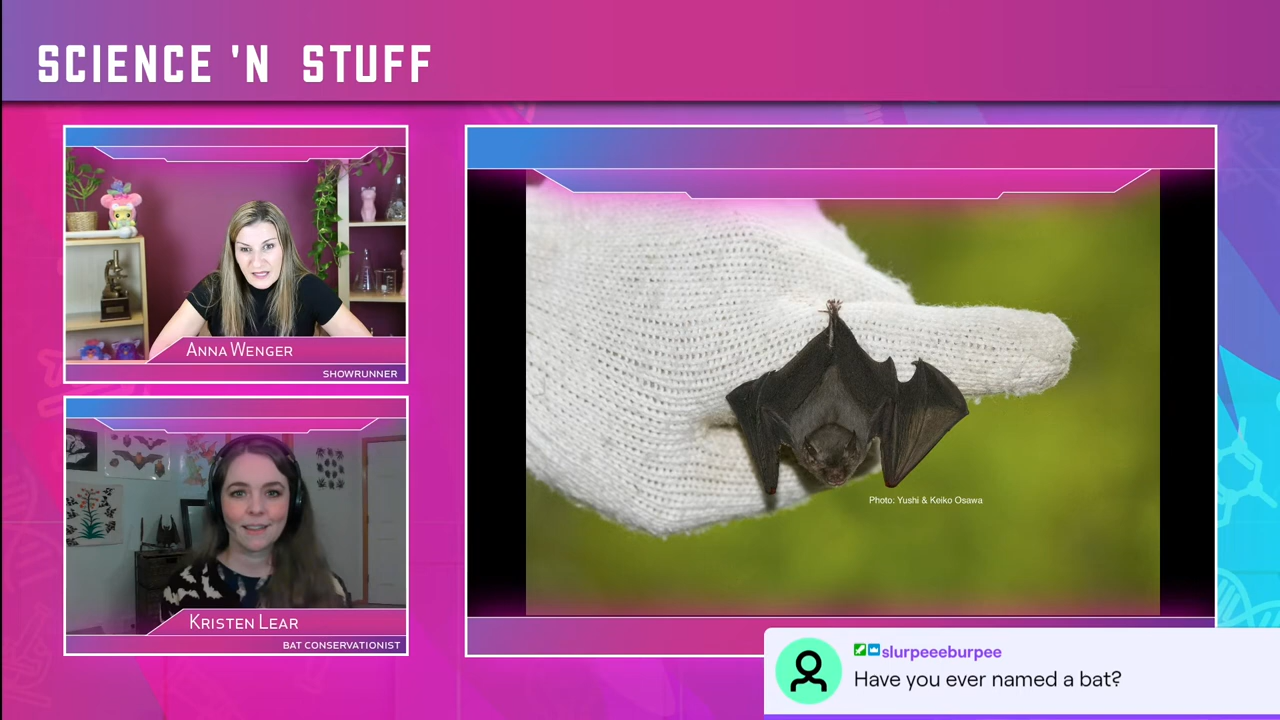 SCIENCE 'N STUFF
ANNA WENGER
SHOWRUNNER
KRISTEN LEAR
BAT CONSERVATIONIST
Photo: Yushi & Keiko Osawa
slurpeeeburpee
Have you ever named a bat?